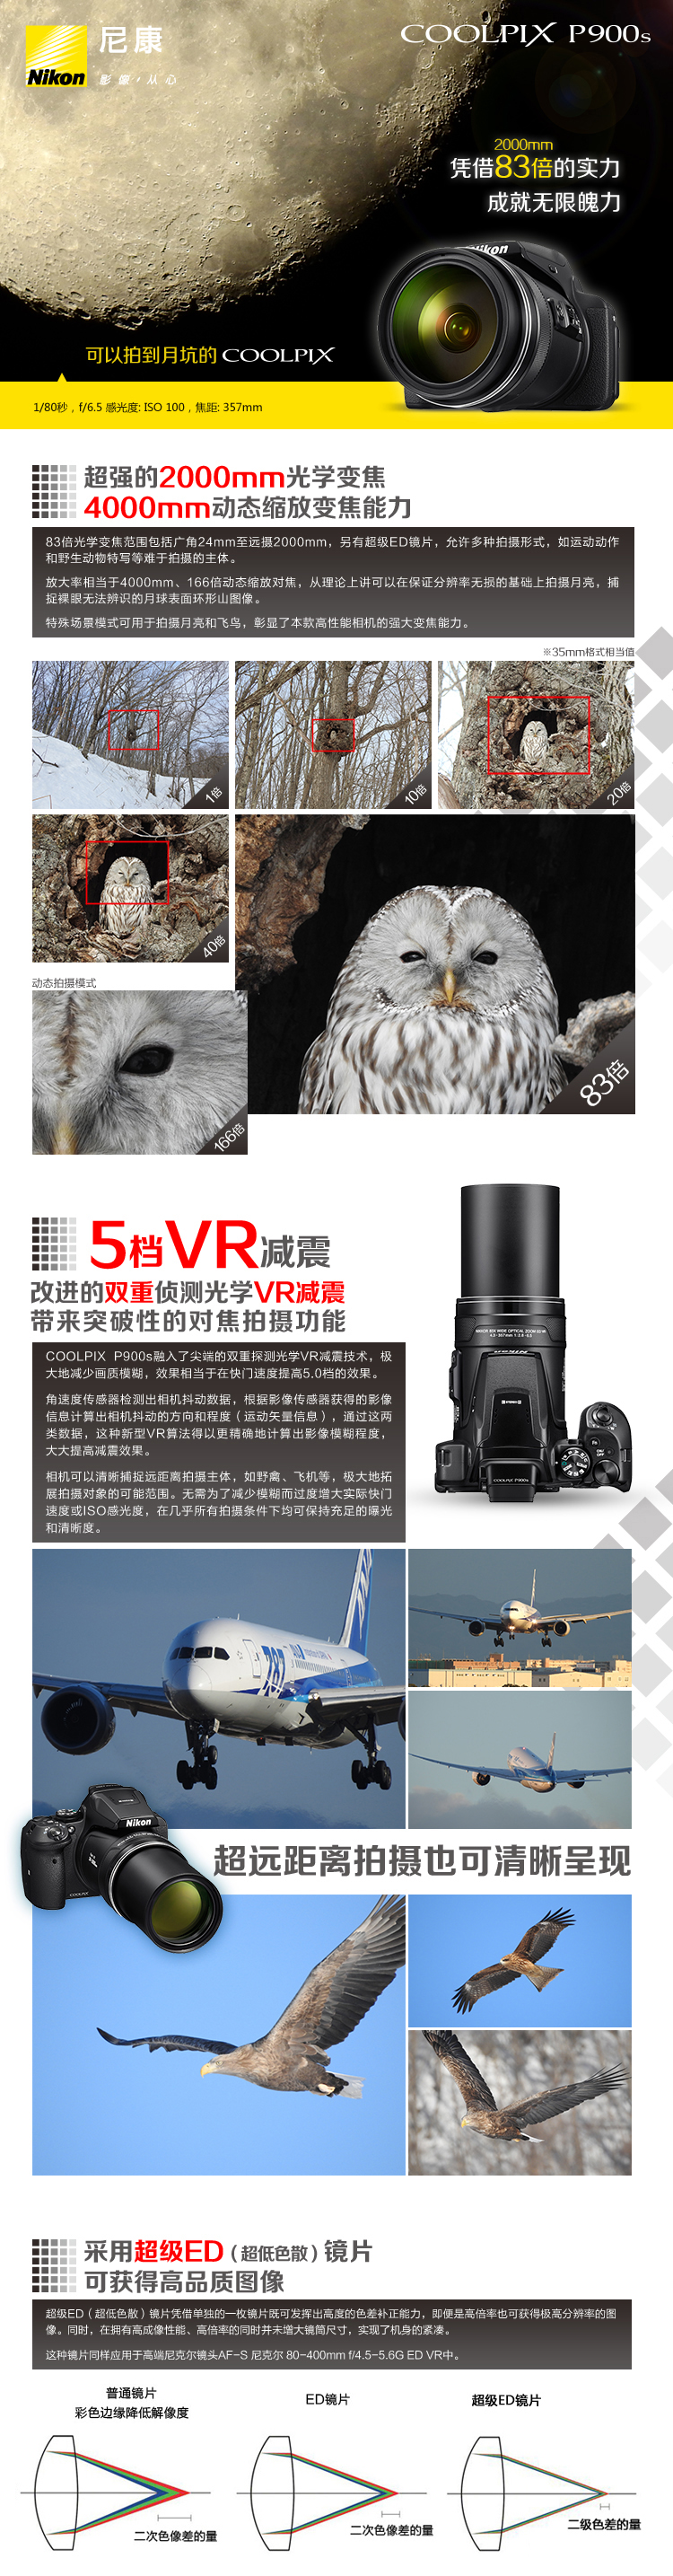 Nikon
尼康
影像·从心
COOLPIX P900s
2000mm
凭借83倍的实力
成就无限魄力
Nikon
可以拍到月坑的 COOLPIX
1/80秒，f/6.5 感光度: ISO 100，焦距: 357mm
超强的2000mm光学变焦
4000mm动态缩放变焦能力
83倍光学变焦范围包括广角24mm至远摄2000mm，另有超级ED镜片，允许多种拍摄形式，如运动动作
和野生动物特写等难于拍摄的主体。
放大率相当于4000mm、166倍动态缩放对焦，从理论上讲可以在保证分辨率无损的基础上拍摄月亮，捕
捉裸眼无法辨识的月球表面环形山图像。
特殊场景模式可用于拍摄月亮和飞鸟，彰显了本款高性能相机的强大变焦能力。
※35mm格式相当值
1倍
10倍
20倍
40倍
83倍
动态拍摄模式
166倍
5档VR减震
改进的双重侦测光学VR减震
带来突破性的对焦拍摄功能
COOLPIX P900s融入了尖端的双重探测光学VR减震技术，极
大地减少画质模糊，效果相当于在快门速度提高5.0档的效果。
角速度传感器检测出相机抖动数据，根据影像传感器获得的影像
信息计算出相机抖动的方向和程度（运动矢量信息），通过这两
类数据，这种新型VR算法得以更精确地计算出影像模糊程度，
大大提高减震效果。
相机可以清晰捕捉远距离拍摄主体，如野禽、飞机等，极大地拓
展拍摄对象的可能范围。无需为了减少模糊而过度增大实际快门
速度或ISO感光度，在几乎所有拍摄条件下均可保持充足的曝光
和清晰度。
Nikon
COOLPIX P900s
787
Nikon
COOLPIX
超远距离拍摄也可清晰呈现
采用超级ED（超低色散）镜片
可获得高品质图像
超级ED（超低色散）镜片凭借单独的一枚镜片既可发挥出高度的色差补正能力，即便是高倍率也可获得极高分辨率的图
像。同时，在拥有高成像性能、高倍率的同时并未增大镜筒尺寸，实现了机身的紧凑。
这种镜片同样应用于高端尼克尔镜头AF-S 尼克尔 80-400mm f/4.5-5.6G ED VR中。
普通镜片
彩色边缘降低解像度
ED镜片
超级ED镜片
二次色像差的量
二次色像差的量
二级色差的量